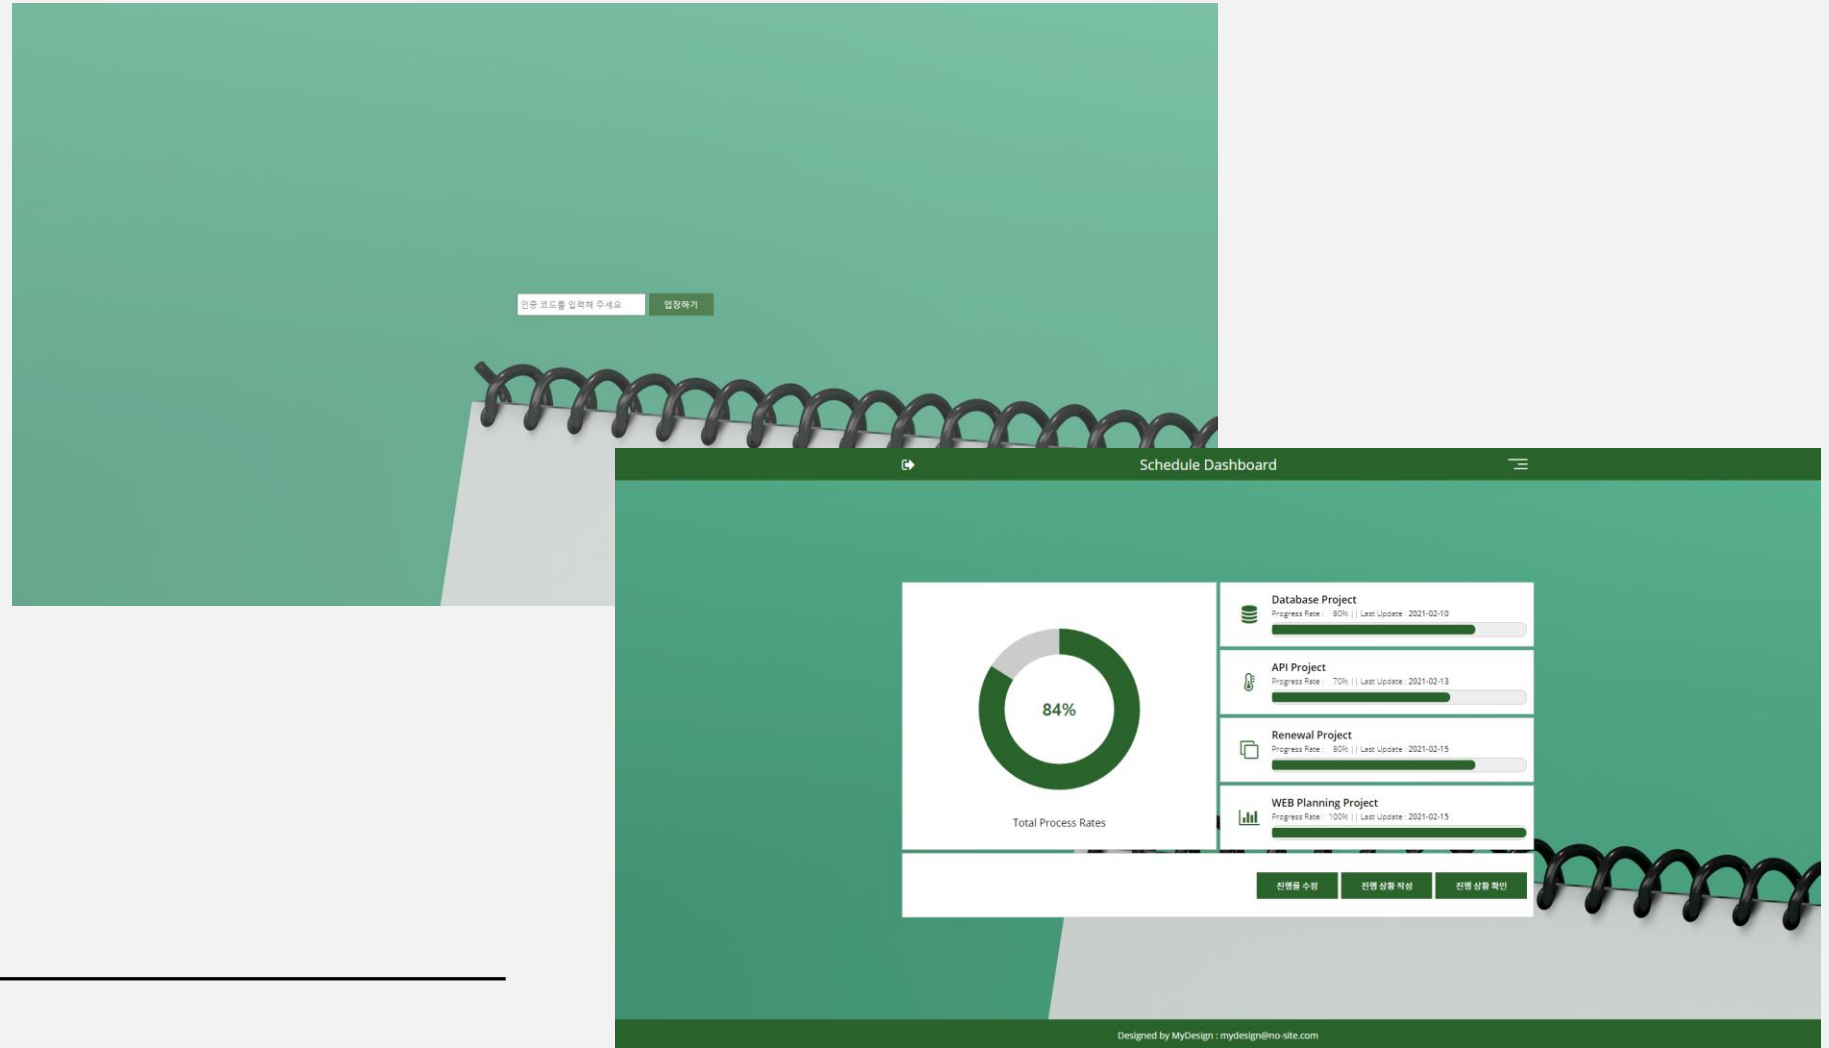 인증 코드를 입력해 주세요
입장하기
Schedule Dashboard
84%
Total Process Rates
Database Project
Progress Rate : 80% || Last Update : 2021-02-10
API Project
Progress Rate : 70% || Last Update : 2021-02-13
Renewal Project
Progress Rate : 80% || Last Update : 2021-02-15
WEB Planning Project
Progress Rate : 100% || Last Update : 2021-02-15
진행률 수정
진행 상황 작성
진행 상황 확인
Designed by MyDesign : mydesign@no-site.com